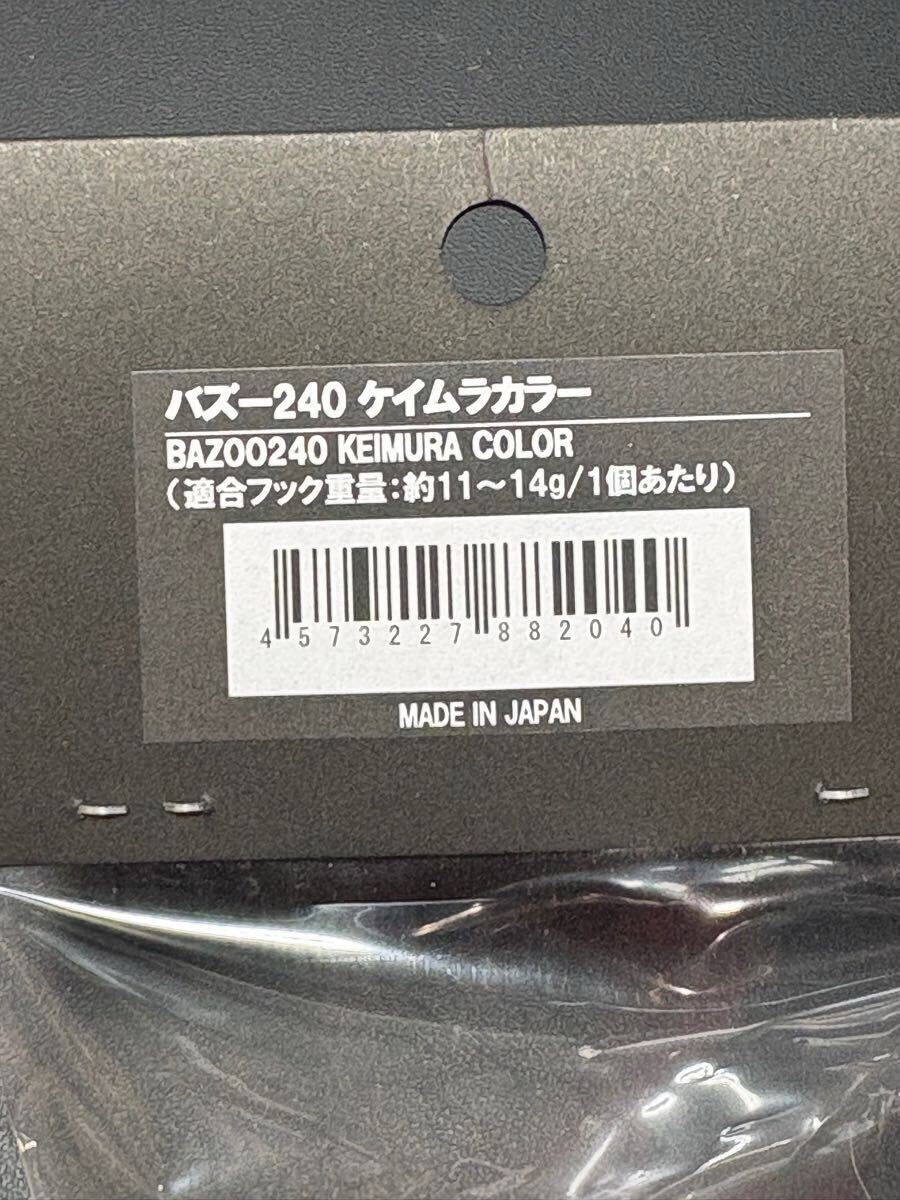 バズー240 ケイムラカラー
BAZOO240 KEIMURA COLOR
(適合フック重量:約11〜14g/1個あたり)
4573227882040
MADE IN JAPAN